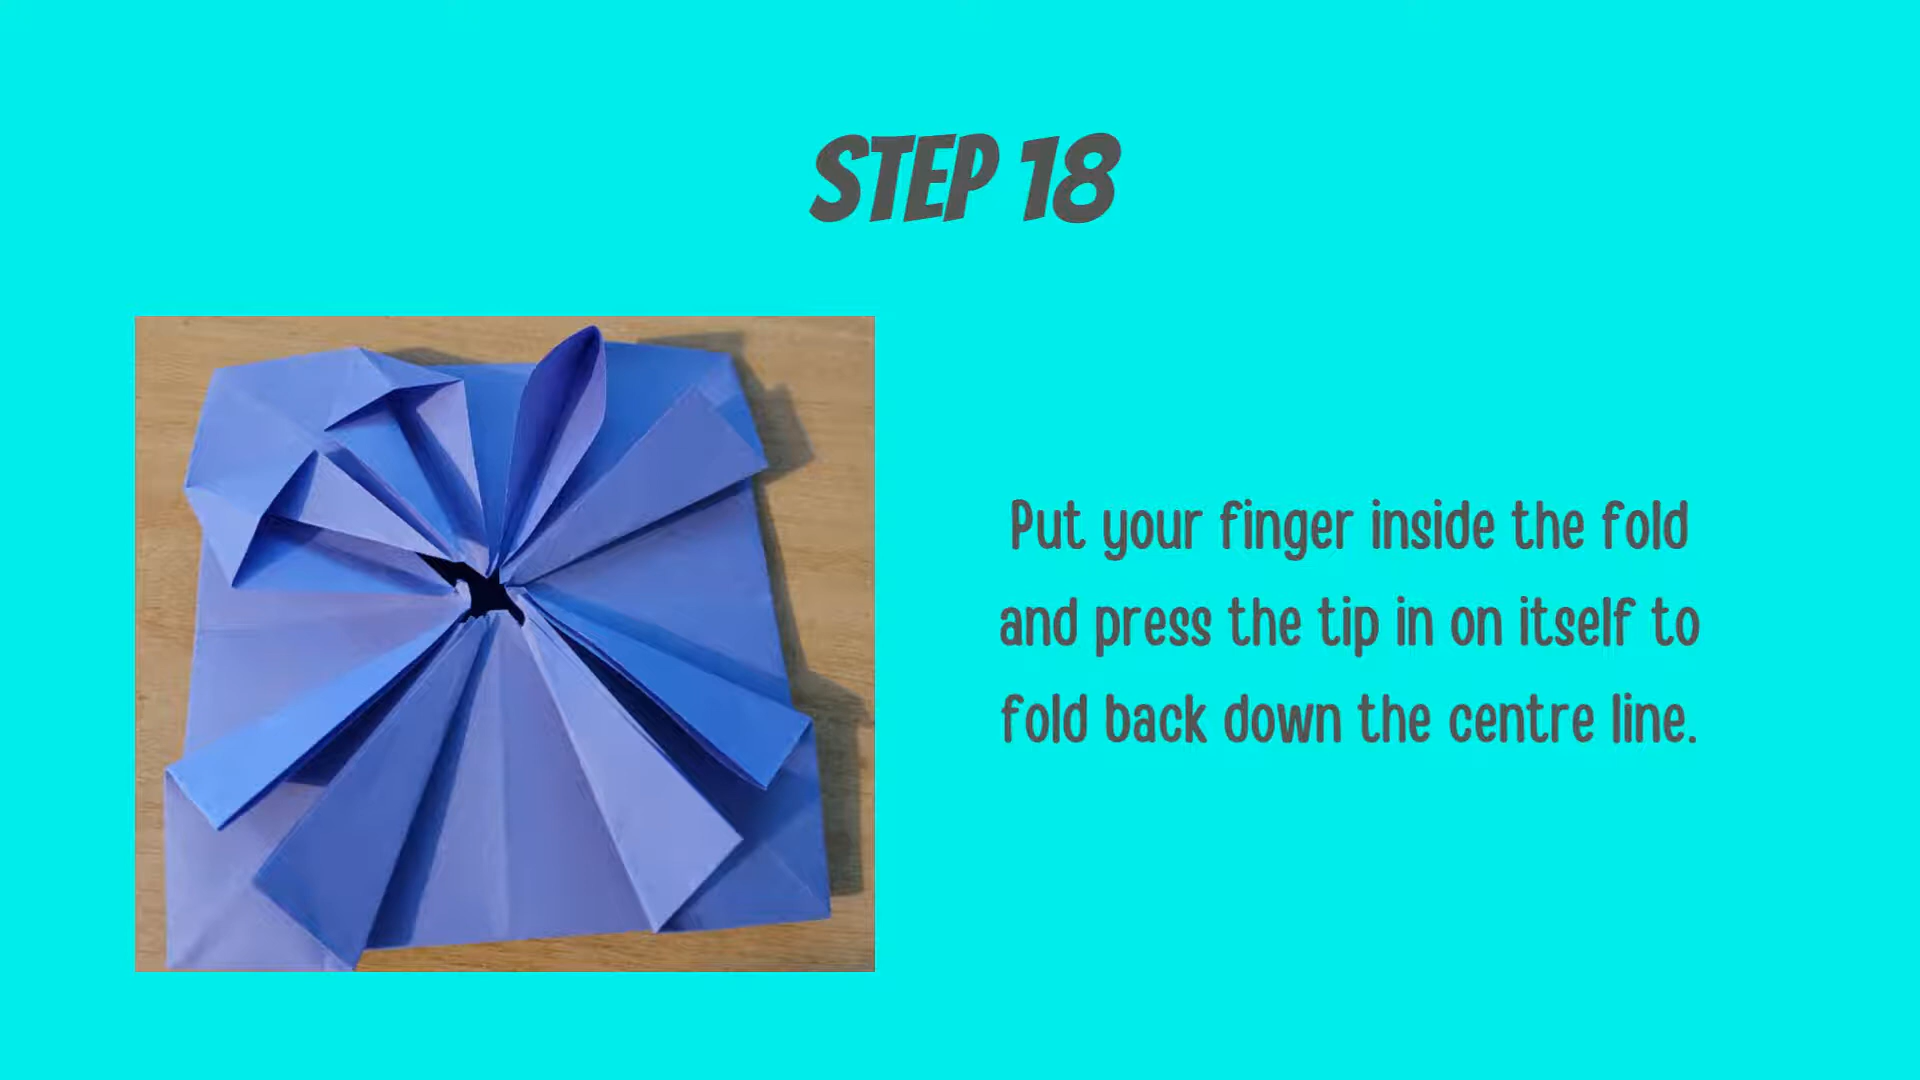 STEP 18
Put your finger inside the fold
and press the tip in on itself to
fold back down the centre line.